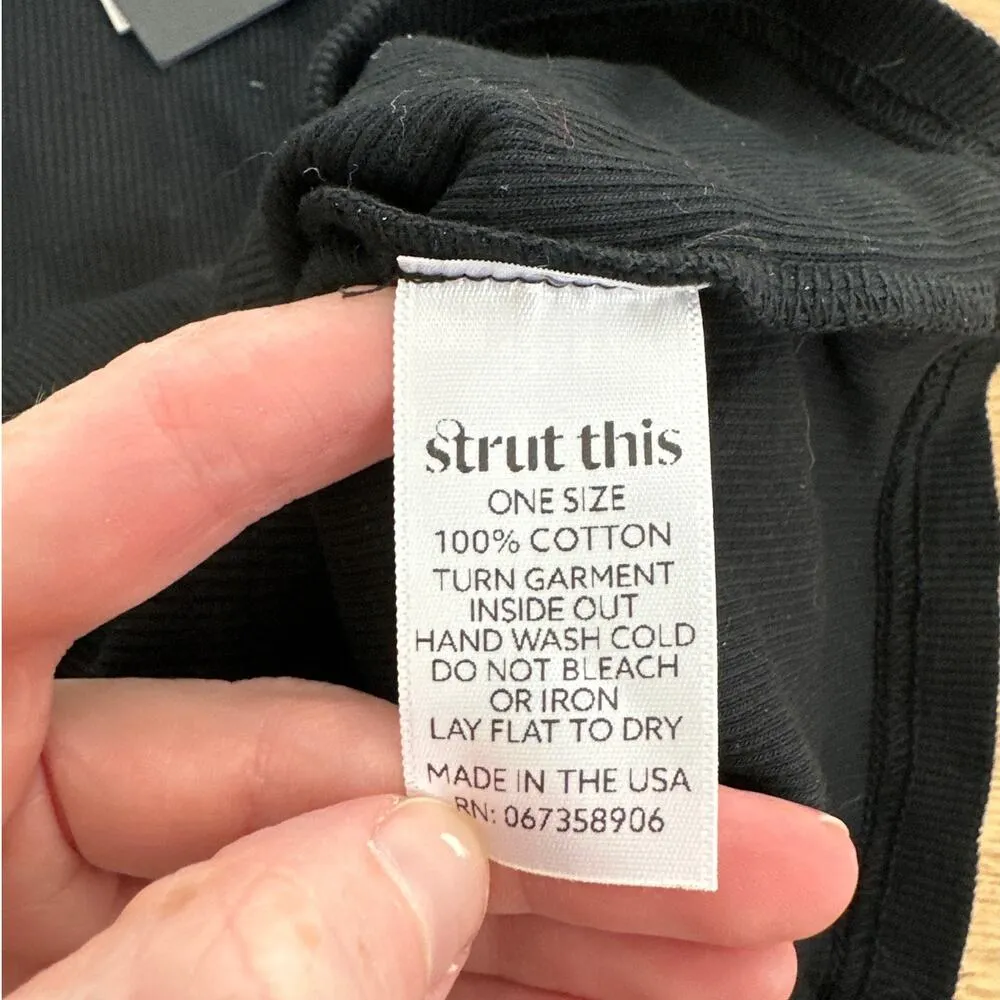 Strut this
ONE SIZE
100% COTTON
TURN GARMENT
INSIDE OUT
HAND WASH COLD
DO NOT BLEACH
OR IRON
LAY FLAT TO DRY
MADE IN THE USA
RN: 067358906